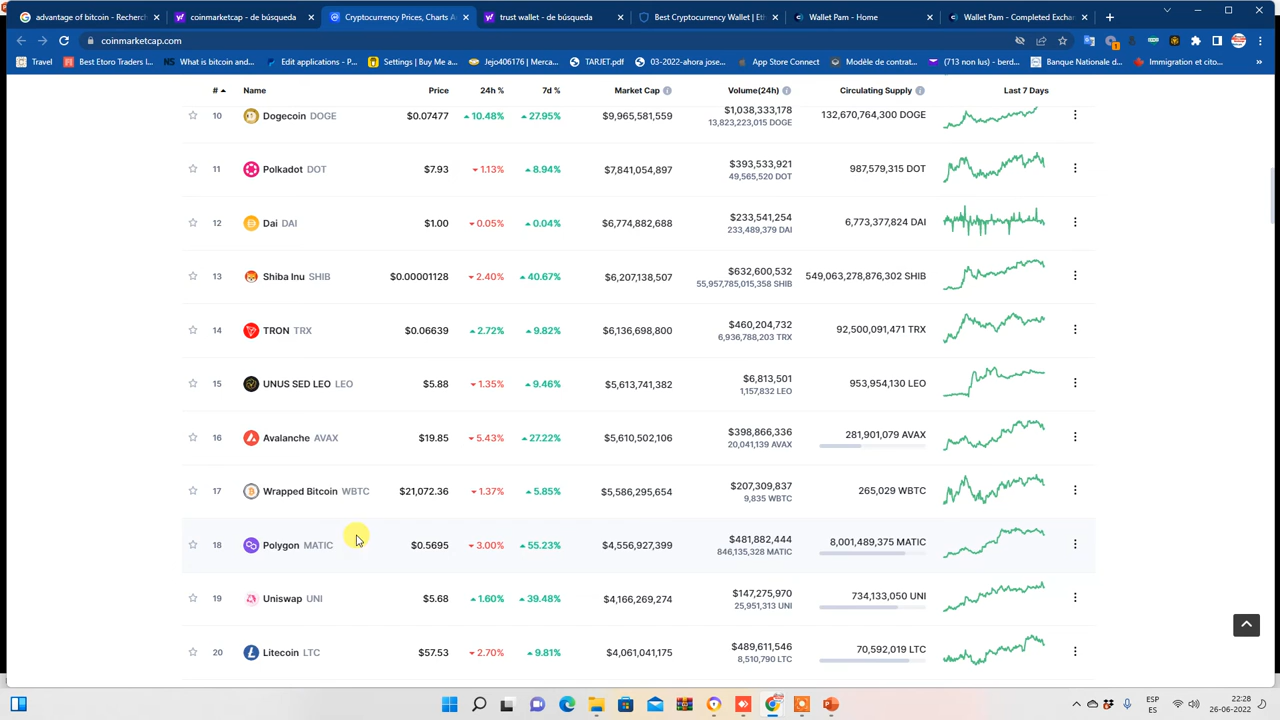 advantage of bitcoin - Recherch
coinmarketcap - de búsqueda
Cryptocurrency Prices, Charts A
trust wallet - de búsqueda
Best Cryptocurrency Wallet | Eth
Wallet Pam - Home
Wallet Pam - Completed Exchan
coinmarketcap.com
Travel
Best Etoro Traders I...
NS What is bitcoin and...
Edit applications - P...
Settings | Buy Me a...
Jejo406176 | Merca...
TARJET.pdf
03-2022-ahora jose...
App Store Connect
Modèle de contrat...
(713 non lus) - berd...
Banque Nationale d...
Immigration et cito...
»
# Name Price 24h % 7d % Market Cap Volume(24h) Circulating Supply Last 7 Days
10 Dogecoin DOGE $0.07477 10.48% 27.95% $9,965,581,559 $1,038,333,178 132,670,764,300 DOGE
13,823,223,015 DOGE
11 Polkadot DOT $7.93 1.13% 8.94% $7,841,054,897 $393,533,921 987,579,315 DOT
49,565,520 DOT
12 Dai DAI $1.00 0.05% 0.04% $6,774,882,688 $233,541,254 6,773,377,824 DAI
233,489,379 DAI
13 Shiba Inu SHIB $0.00001128 2.40% 40.67% $6,207,138,507 $632,600,532 549,063,278,876,302 SHIB
55,957,785,015,358 SHIB
14 TRON TRX $0.06639 2.72% 9.82% $6,136,698,800 $460,204,732 92,500,091,471 TRX
6,936,788,203 TRX
15 UNUS SED LEO LEO $5.88 1.35% 9.46% $5,613,741,382 $6,813,501 953,954,130 LEO
1,157,832 LEO
16 Avalanche AVAX $19.85 5.43% 27.22% $5,610,502,106 $398,866,336 281,901,079 AVAX
20,041,139 AVAX
17 Wrapped Bitcoin WBTC $21,072.36 1.37% 5.85% $5,586,295,654 $207,309,837 265,029 WBTC
9,835 WBTC
18 Polygon MATIC $0.5695 3.00% 55.23% $4,556,927,399 $481,882,444 8,001,489,375 MATIC
846,135,328 MATIC
19 Uniswap UNI $5.68 1.60% 39.48% $4,166,269,274 $147,275,970 734,133,050 UNI
25,951,313 UNI
20 Litecoin LTC $57.53 2.70% 9.81% $4,061,041,175 $489,611,546 70,592,019 LTC
8,510,790 LTC
ESP 22:28
ES 26-06-2022